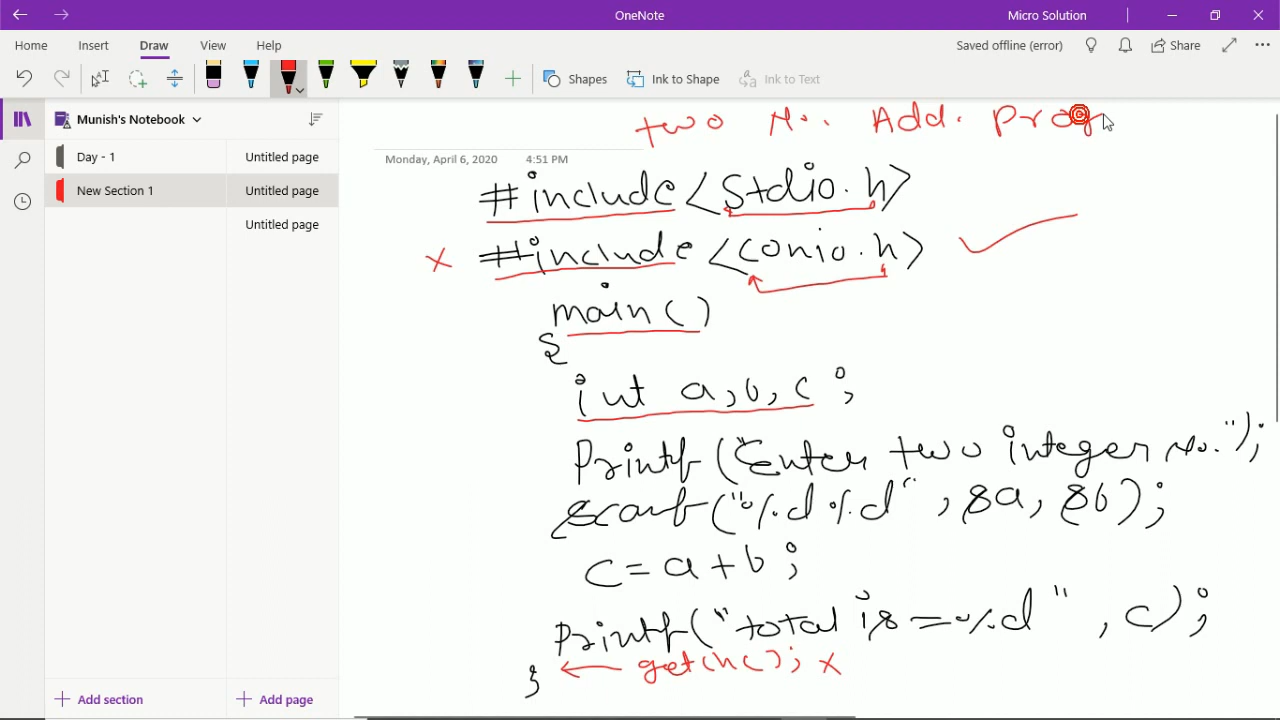 OneNote
Micro Solution
Home
Insert
Draw
View
Help
Saved offline (error)
Share
Shapes
Ink to Shape
Ink to Text
Munish's Notebook
Day - 1
New Section 1
Untitled page
Untitled page
Untitled page
Add section
Add page
two No. Add. Prog
Monday, April 6, 2020 4:51 PM
#include <Stdio.h>
x #include <conio.h>
main()
{
int a,b,c;
Printf("Enter two integer No.");
scanf("%d%d", &a, &b);
c=a+b;
Printf("total is=%d", c);
getch(); x
}